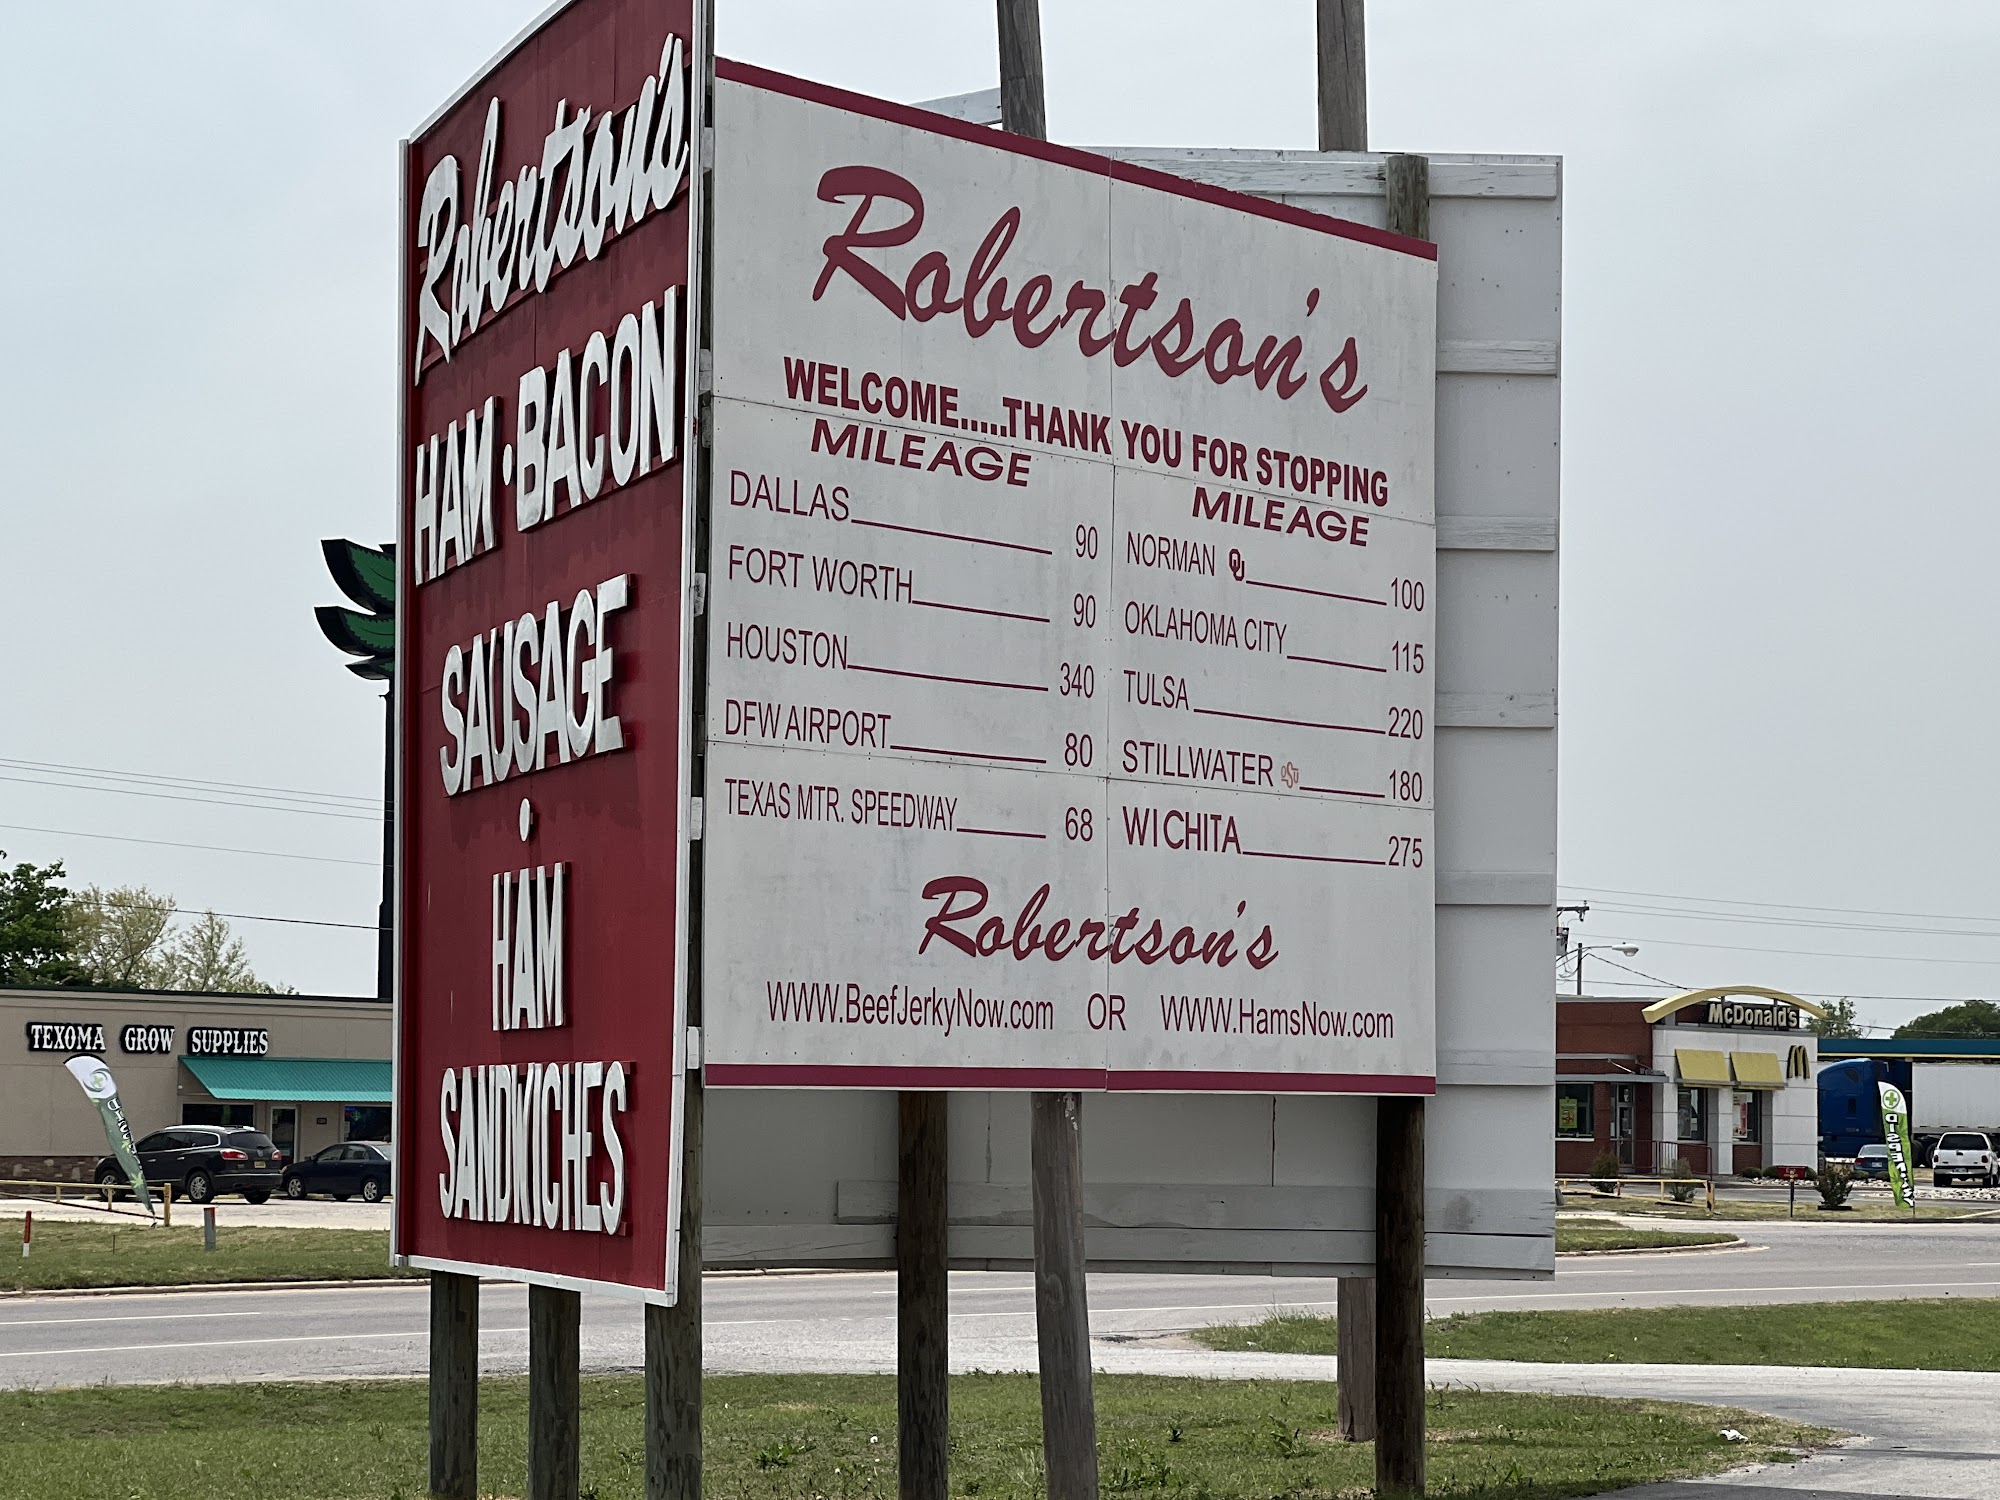 Robertson's
HAM • BACON
SAUSAGE
•
HAM
SANDWICHES
Robertson's
WELCOME.....THANK YOU FOR STOPPING
MILEAGE
DALLAS 90
FORT WORTH 90
HOUSTON 340
DFW AIRPORT 80
TEXAS MTR. SPEEDWAY 68
MILEAGE
NORMAN OU 100
OKLAHOMA CITY 115
TULSA 220
STILLWATER OSU 180
WICHITA 275
Robertson's
WWW.BeefJerkyNow.com OR WWW.HamsNow.com
TEXOMA GROW SUPPLIES
McDonald's